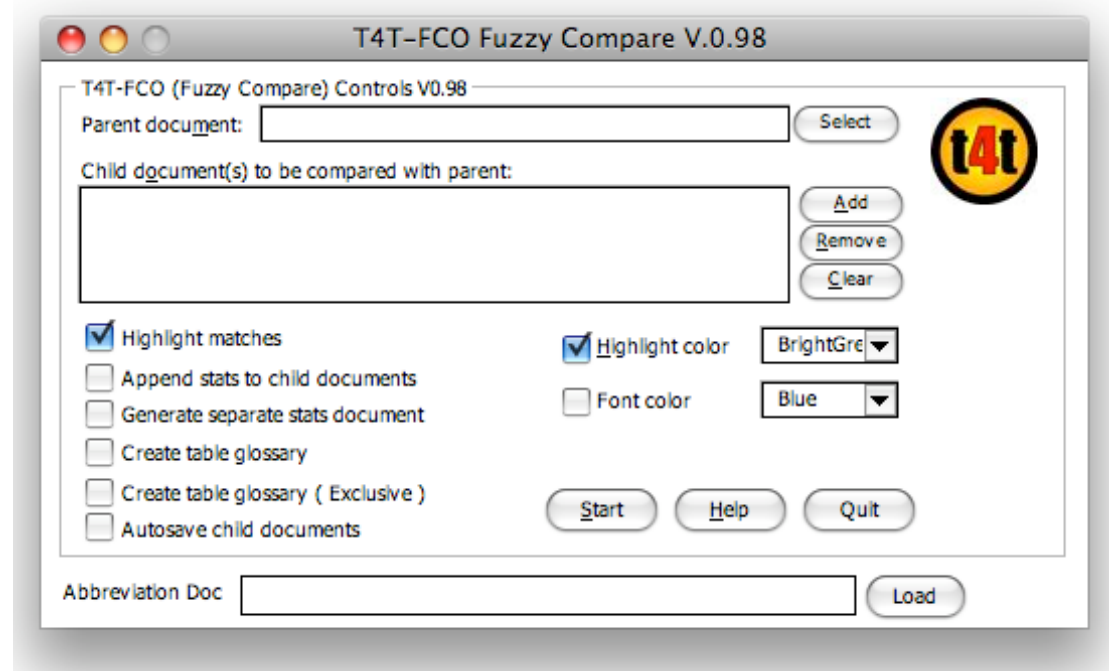 T4T-FCO Fuzzy Compare V.0.98
T4T-FCO (Fuzzy Compare) Controls V0.98
Parent document:
Select
t4t
Child document(s) to be compared with parent:
Add
Remove
Clear
Highlight matches
Highlight color
BrightGre
Append stats to child documents
Font color
Blue
Generate separate stats document
Create table glossary
Create table glossary ( Exclusive )
Start
Help
Quit
Autosave child documents
Abbreviation Doc
Load